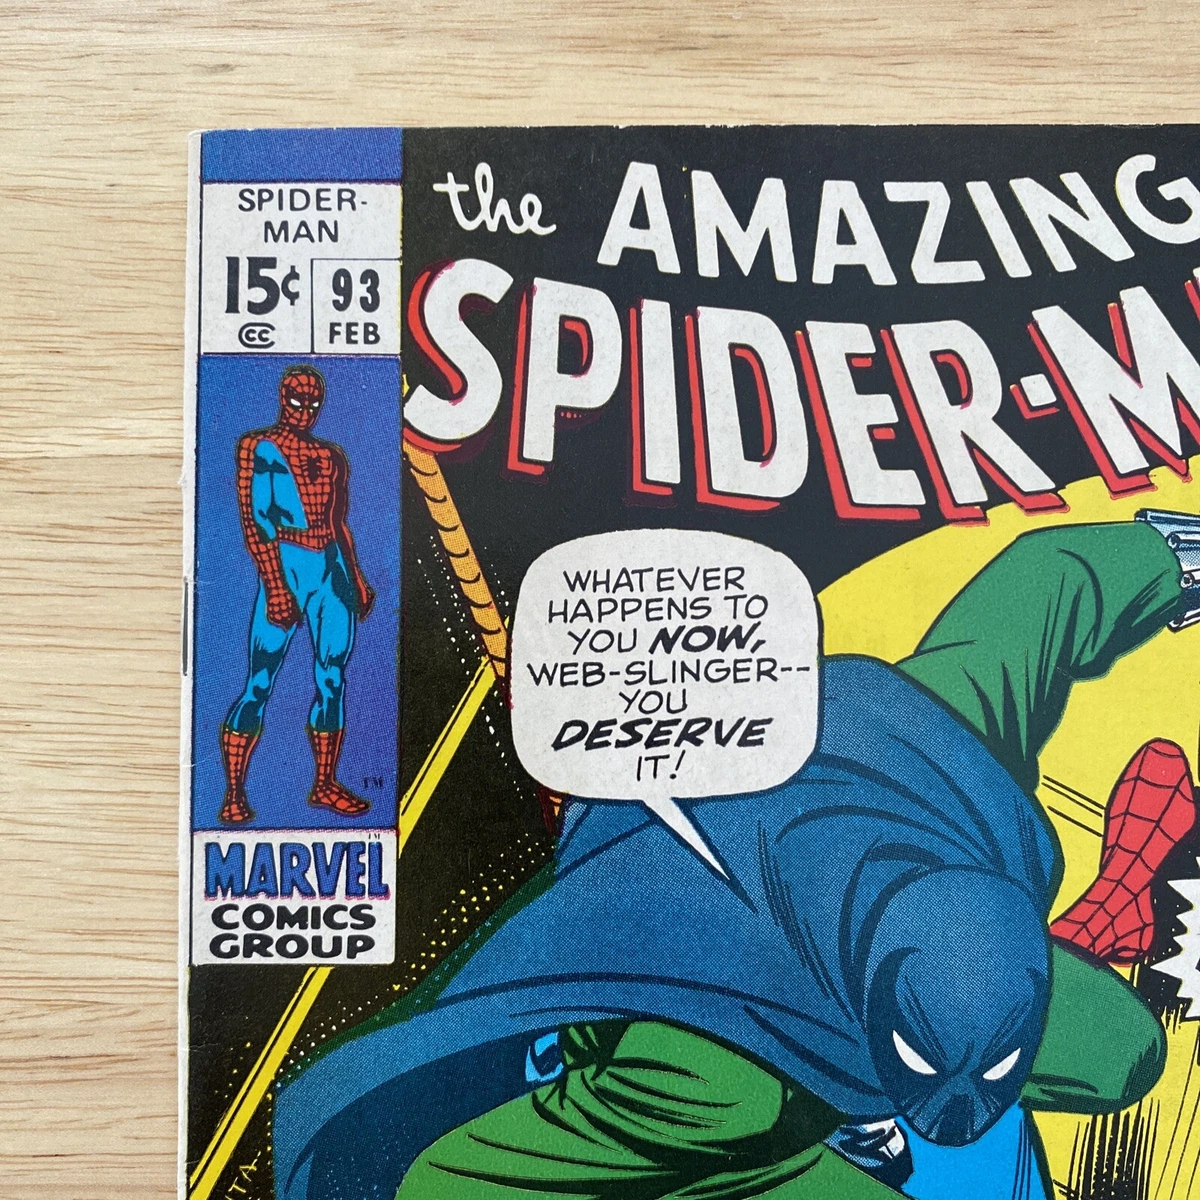 SPIDER-
MAN
15¢
CC
93
FEB
TM
TM
MARVEL
COMICS
GROUP
the AMAZING
SPIDER-M
WHATEVER
HAPPENS TO
YOU NOW,
WEB-SLINGER--
YOU
DESERVE
IT!